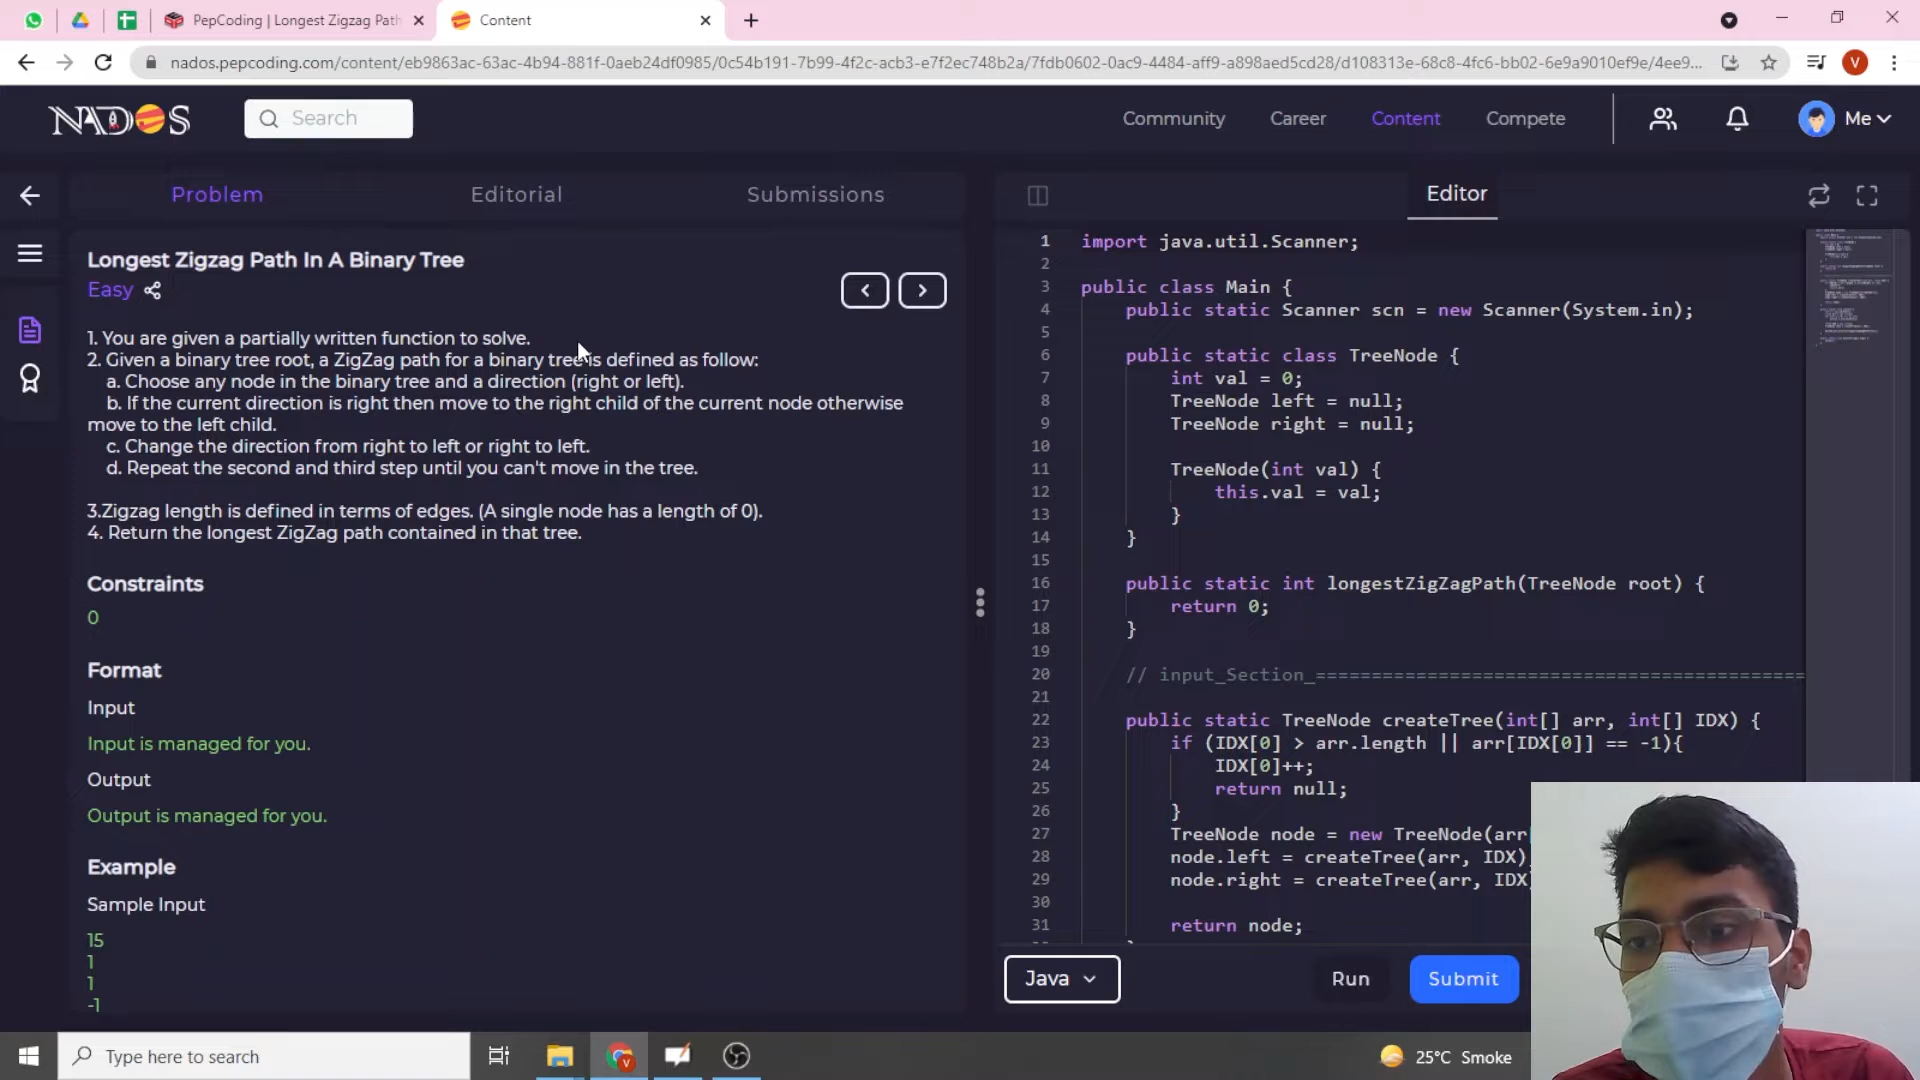 PepCoding | Longest Zigzag Path
Content
nados.pepcoding.com/content/eb9863ac-63ac-4b94-881f-0aeb24df0985/0c54b191-7b99-4f2c-acb3-e7f2ec748b2a/7fdb0602-0ac9-4484-aff9-a898aed5cd28/d108313e-68c8-4fc6-bb02-6e9a9010ef9e/4ee9...
V
NADOS
Search
Community
Career
Content
Compete
Me
Problem
Editorial
Submissions
Editor
Longest Zigzag Path In A Binary Tree
Easy
1. You are given a partially written function to solve.
2. Given a binary tree root, a ZigZag path for a binary tree is defined as follow:
a. Choose any node in the binary tree and a direction (right or left).
b. If the current direction is right then move to the right child of the current node otherwise
move to the left child.
c. Change the direction from right to left or right to left.
d. Repeat the second and third step until you can't move in the tree.
3.Zigzag length is defined in terms of edges. (A single node has a length of 0).
4. Return the longest ZigZag path contained in that tree.
Constraints
0
Format
Input
Input is managed for you.
Output
Output is managed for you.
Example
Sample Input
15
1
1
-1
1 import java.util.Scanner;
2
3 public class Main {
4 public static Scanner scn = new Scanner(System.in);
5
6 public static class TreeNode {
7 int val = 0;
8 TreeNode left = null;
9 TreeNode right = null;
10
11 TreeNode(int val) {
12 this.val = val;
13 }
14 }
15
16 public static int longestZigZagPath(TreeNode root) {
17 return 0;
18 }
19
20 // input_Section_============================================
21
22 public static TreeNode createTree(int[] arr, int[] IDX) {
23 if (IDX[0] > arr.length || arr[IDX[0]] == -1){
24 IDX[0]++;
25 return null;
26 }
27 TreeNode node = new TreeNode(arr
28 node.left = createTree(arr, IDX)
29 node.right = createTree(arr, IDX
30
31 return node;
Java
Run
Submit
Type here to search
25°C Smoke